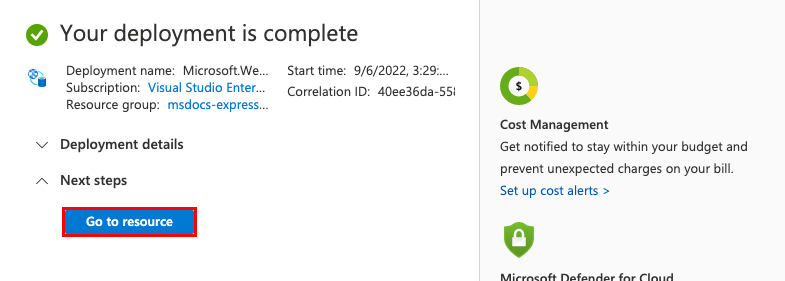 Your deployment is complete
Deployment name: Microsoft.We...
Subscription: Visual Studio Enter...
Resource group: msdocs-express...
Start time: 9/6/2022, 3:29:...
Correlation ID: 40ee36da-558
Deployment details
Next steps
Go to resource
$
Cost Management
Get notified to stay within your budget and
prevent unexpected charges on your bill.
Set up cost alerts >
Microsoft Defender for Cloud